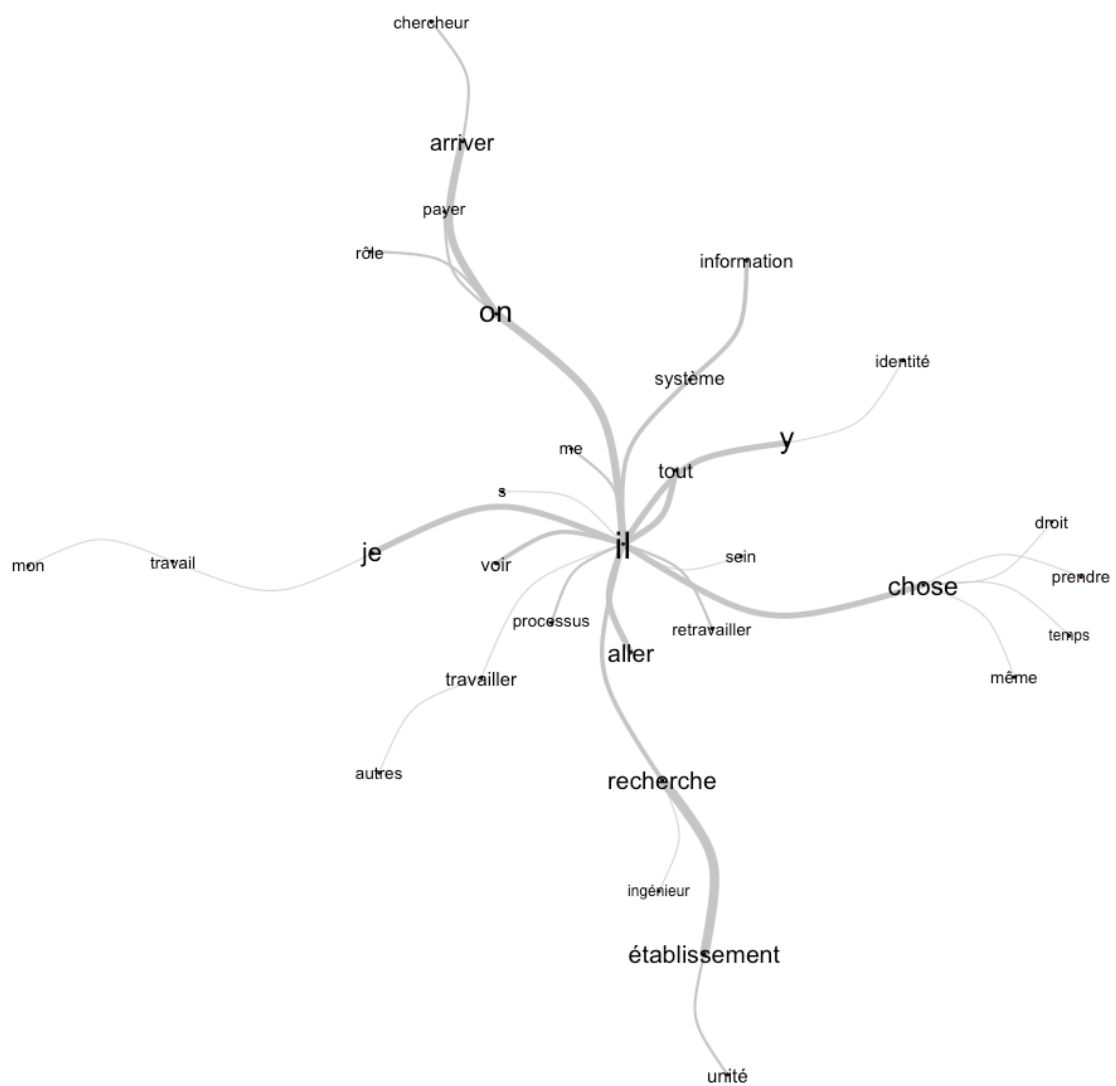 chercheur
arriver
payer
rôle
information
on
identité
système
y
me
tout
s
droit
je
il
sein
mon
travail
voir
prendre
chose
processus
retravailler
temps
aller
travailler
même
autres
recherche
ingénieur
établissement
unité